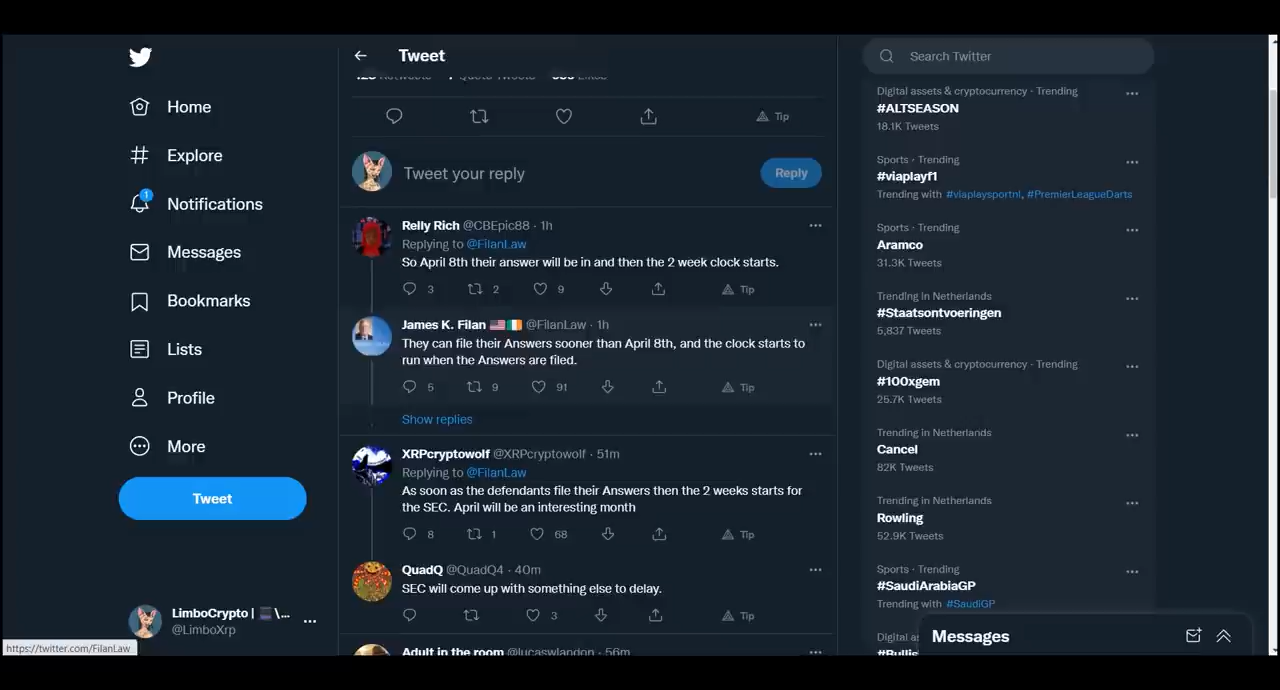 Home
Explore
1
Notifications
Messages
Bookmarks
Lists
Profile
More
Tweet
LimboCrypto |
\...
@LimboXrp
https://twitter.com/FilanLaw
Tweet
Retweets Quote Tweets Likes
Tip
Tweet your reply
Reply
Relly Rich @CBEpic88 · 1h
Replying to @FilanLaw
So April 8th their answer will be in and then the 2 week clock starts.
3 2 9 Tip
James K. Filan @FilanLaw · 1h
They can file their Answers sooner than April 8th, and the clock starts to
run when the Answers are filed.
5 9 91 Tip
Show replies
XRPcryptowolf @XRPcryptowolf · 51m
Replying to @FilanLaw
As soon as the defendants file their Answers then the 2 weeks starts for
the SEC. April will be an interesting month
8 1 68 Tip
QuadQ @QuadQ4 · 40m
SEC will come up with something else to delay.
3 Tip
Adult in the room @lucaswlandon · 56m
Search Twitter
Digital assets & cryptocurrency · Trending
#ALTSEASON
18.1K Tweets
Sports · Trending
#viaplayf1
Trending with #viaplaysportnl, #PremierLeagueDarts
Sports · Trending
Aramco
31.3K Tweets
Trending in Netherlands
#Staatsontvoeringen
5,837 Tweets
Digital assets & cryptocurrency · Trending
#100xgem
25.7K Tweets
Trending in Netherlands
Cancel
82K Tweets
Trending in Netherlands
Rowling
52.9K Tweets
Sports · Trending
#SaudiArabiaGP
Trending with #SaudiGP
Digital as
#Bullis
Messages